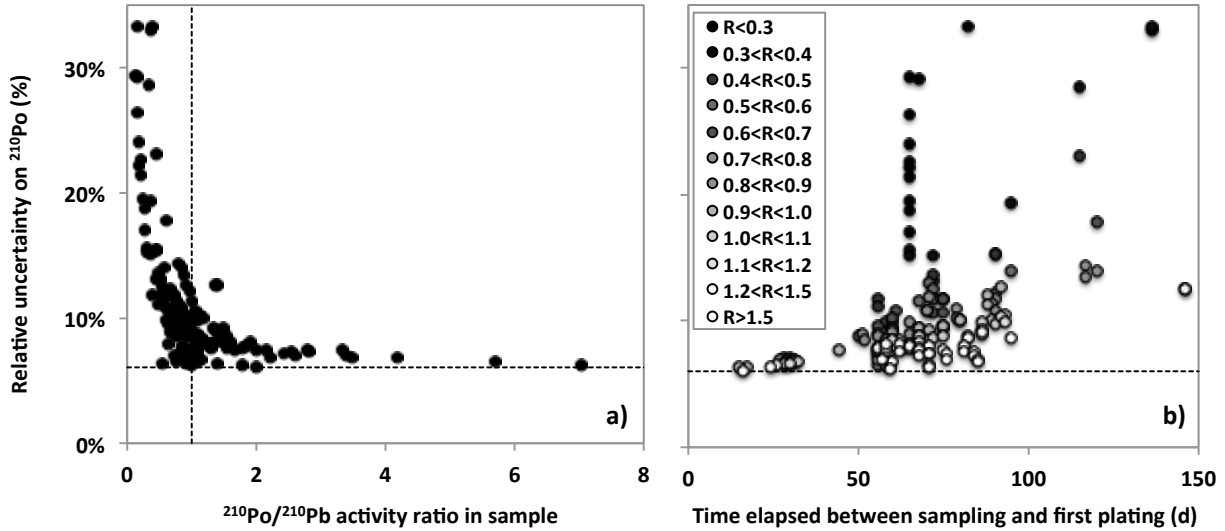 Relative uncertainty on ²¹⁰Po (%)
30%
20%
10%
0%
0 2 4 6 8
²¹⁰Po/²¹⁰Pb activity ratio in sample
a)
R<0.3
0.3<R<0.4
0.4<R<0.5
0.5<R<0.6
0.6<R<0.7
0.7<R<0.8
0.8<R<0.9
0.9<R<1.0
1.0<R<1.1
1.1<R<1.2
1.2<R<1.5
R>1.5
b)
0 50 100 150
Time elapsed between sampling and first plating (d)